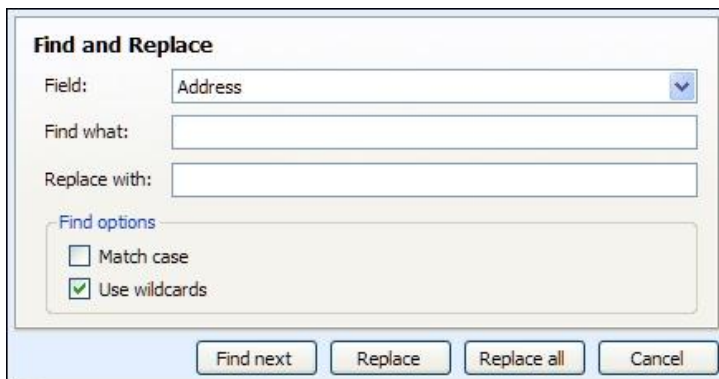 Find and Replace
Field: Address
Find what:
Replace with:
Find options
Match case
Use wildcards
Find next Replace Replace all Cancel